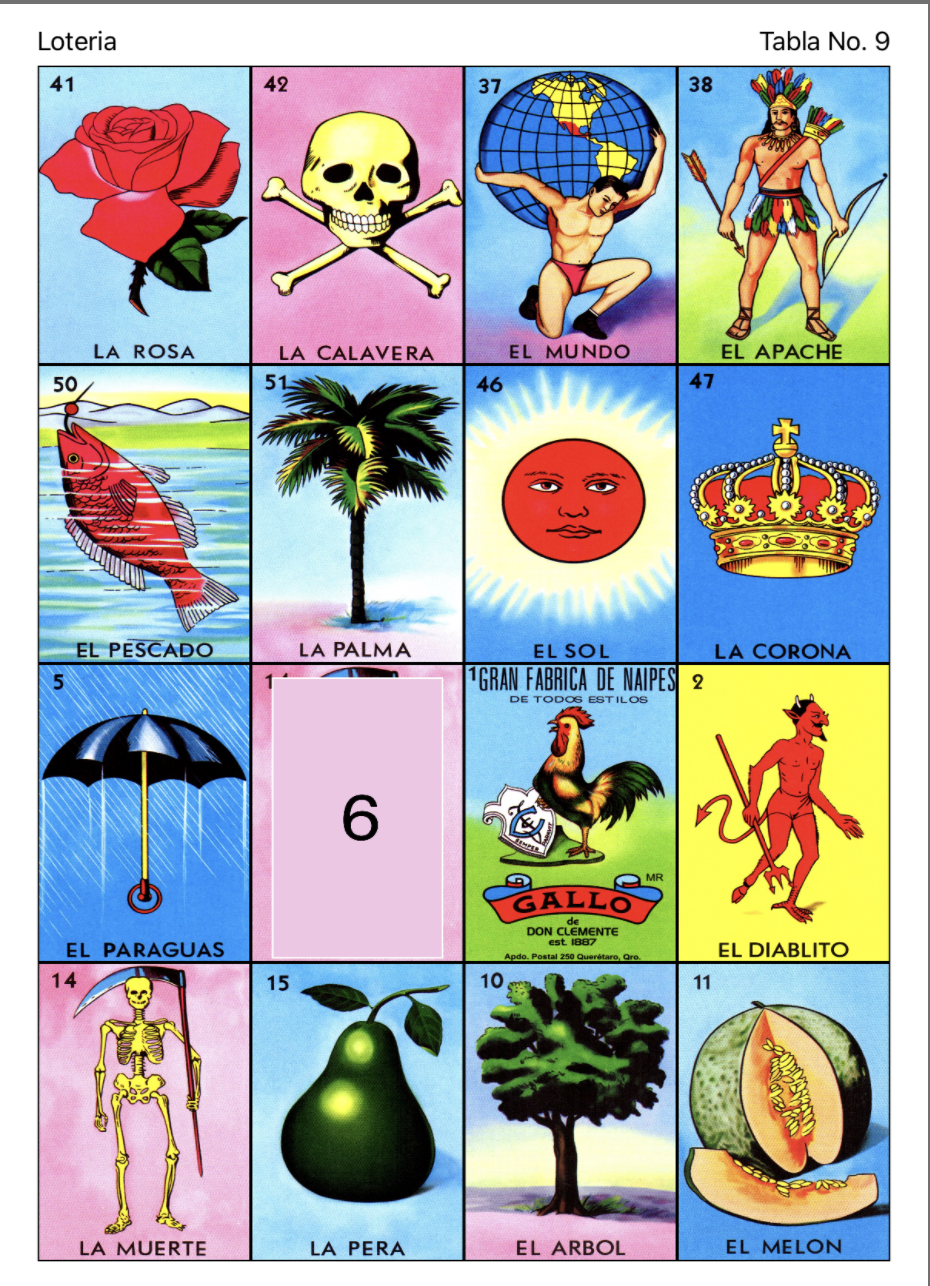 Loteria
Tabla No. 9
41
LA ROSA
42
LA CALAVERA
37
EL MUNDO
38
EL APACHE
50
EL PESCADO
51
LA PALMA
46
EL SOL
47
LA CORONA
5
EL PARAGUAS
6
1
GRAN FABRICA DE NAIPES
DE TODOS ESTILOS
SEMPER
MR
GALLO
de
DON CLEMENTE
est. 1887
Apdo. Postal 250 Querétaro, Qro.
2
EL DIABLITO
14
LA MUERTE
15
LA PERA
10
EL ARBOL
11
EL MELON